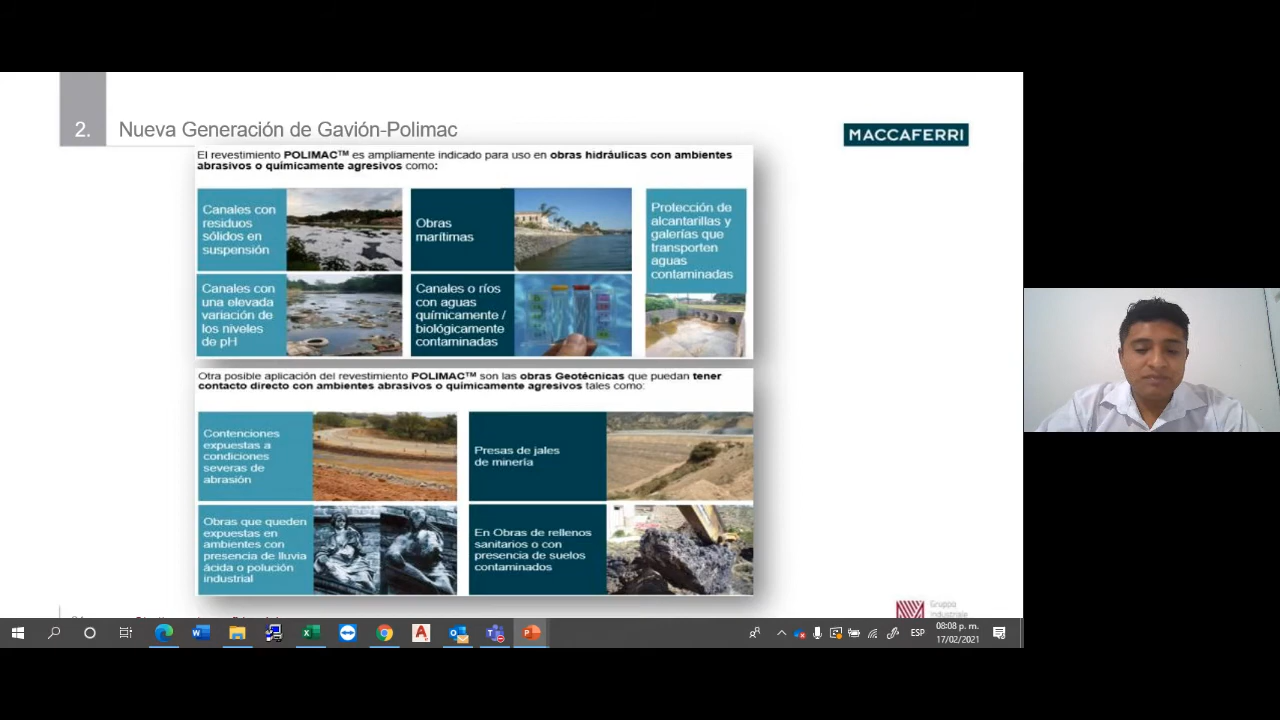 2. Nueva Generación de Gavión-Polimac
MACCAFERRI
El revestimiento POLIMAC™ es ampliamente indicado para uso en obras hidráulicas con ambientes
abrasivos o químicamente agresivos como:
Canales con
residuos
sólidos en
suspensión
Obras
marítimas
Protección de
alcantarillas y
galerías que
transporten
aguas
contaminadas
Canales con
una elevada
variación de
los niveles
de pH
Canales o ríos
con aguas
químicamente /
biológicamente
contaminadas
Otra posible aplicación del revestimiento POLIMAC™ son las obras Geotécnicas que puedan tener
contacto directo con ambientes abrasivos o químicamente agresivos tales como:
Contenciones
expuestas a
condiciones
severas de
abrasión
Presas de jales
de minería
Obras que queden
expuestas en
ambientes con
presencia de lluvia
ácida o polución
industrial
En Obras de rellenos
sanitarios o con
presencia de suelos
contaminados
Gruppo
Industriale
ESP
08:08 p. m.
17/02/2021